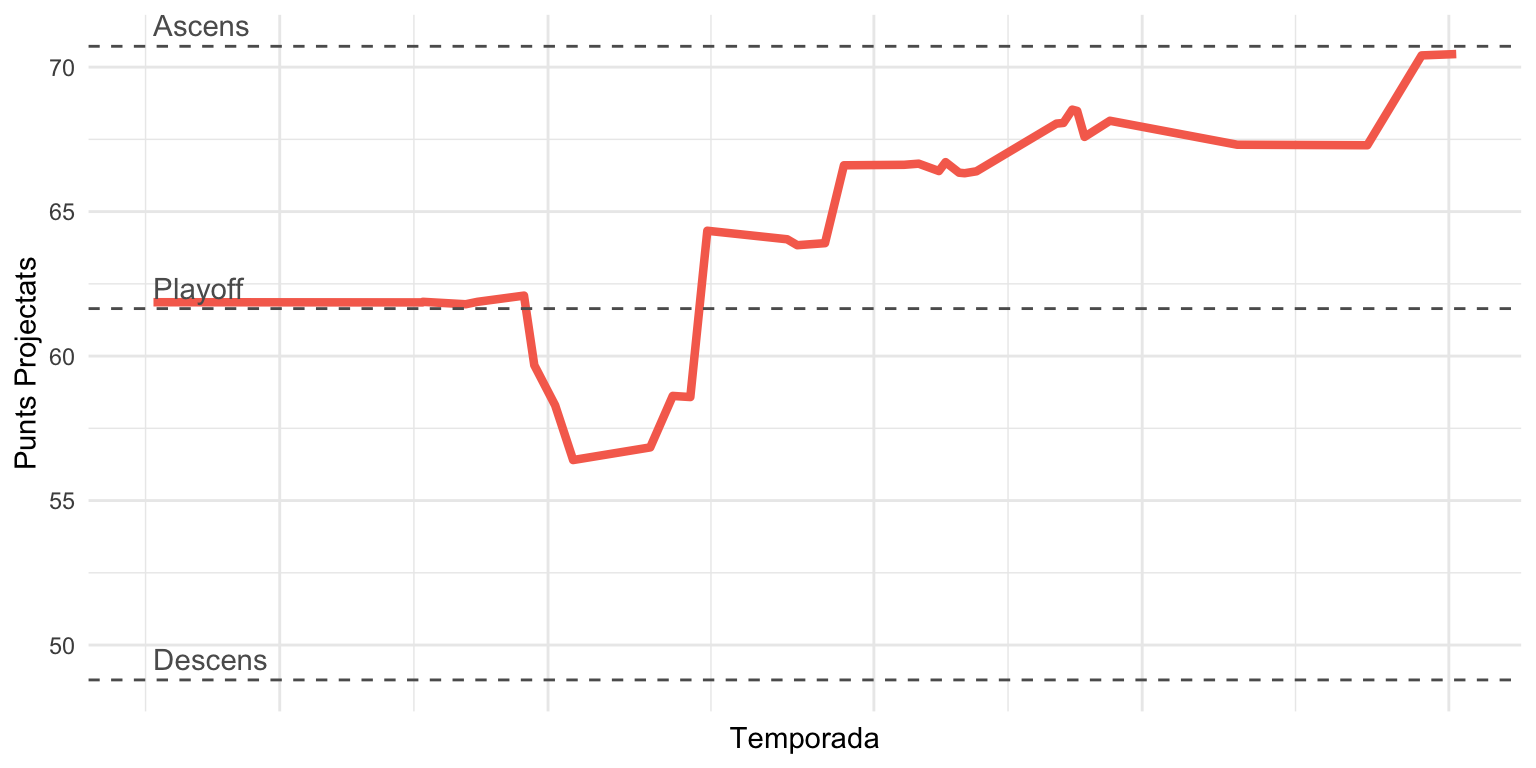 Ascens
70
65
Playoff
60
55
50
Descens
Punts Projectats
Temporada